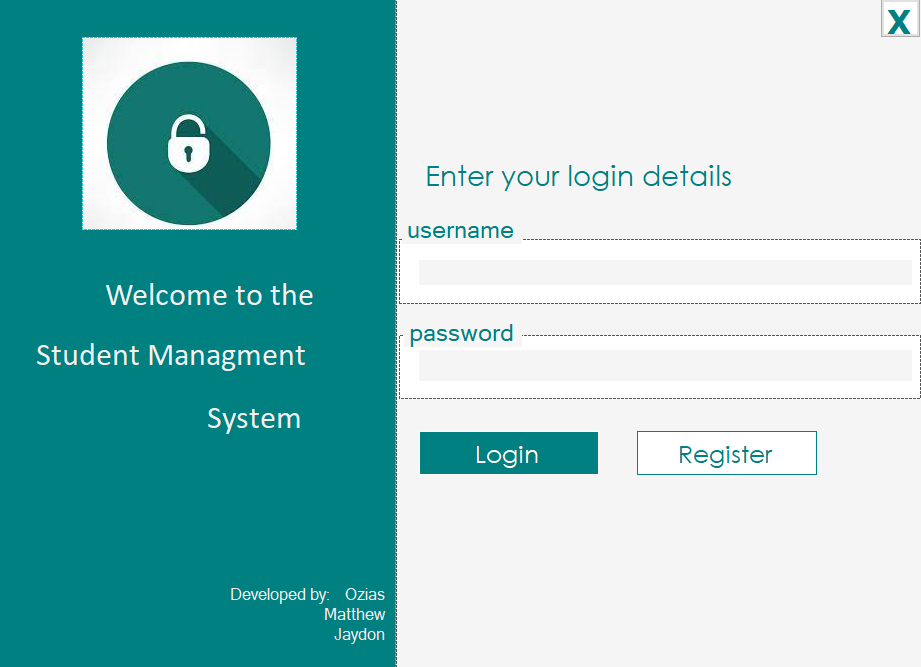 X
Welcome to the
Student Managment
System
Developed by: Ozias
Matthew
Jaydon
Enter your login details
username
password
Login
Register